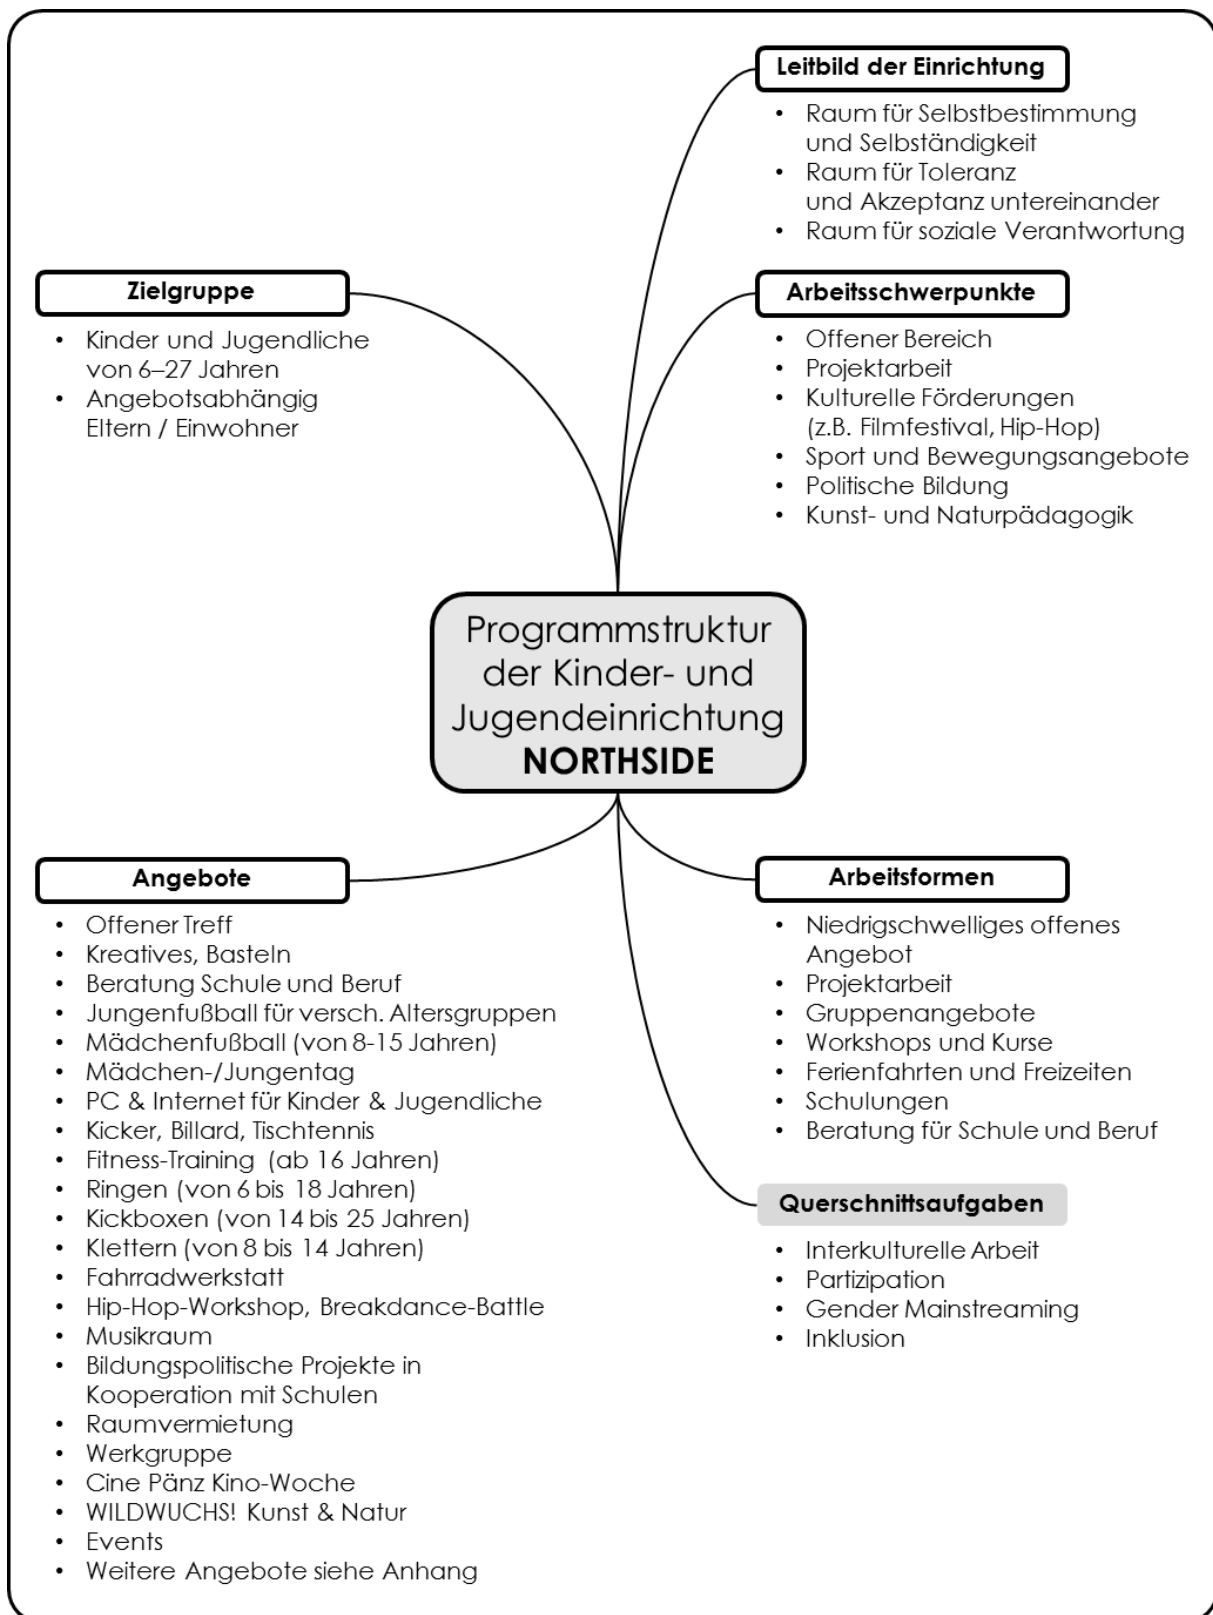 Leitbild der Einrichtung
• Raum für Selbstbestimmung
und Selbständigkeit
• Raum für Toleranz
und Akzeptanz untereinander
• Raum für soziale Verantwortung
Zielgruppe
• Kinder und Jugendliche
von 6–27 Jahren
• Angebotsabhängig
Eltern / Einwohner
Arbeitsschwerpunkte
• Offener Bereich
• Projektarbeit
• Kulturelle Förderungen
(z.B. Filmfestival, Hip-Hop)
• Sport und Bewegungsangebote
• Politische Bildung
• Kunst- und Naturpädagogik
Programmstruktur
der Kinder- und
Jugendeinrichtung
NORTHSIDE
Angebote
• Offener Treff
• Kreatives, Basteln
• Beratung Schule und Beruf
• Jungenfußball für versch. Altersgruppen
• Mädchenfußball (von 8-15 Jahren)
• Mädchen-/Jungentag
• PC & Internet für Kinder & Jugendliche
• Kicker, Billard, Tischtennis
• Fitness-Training (ab 16 Jahren)
• Ringen (von 6 bis 18 Jahren)
• Kickboxen (von 14 bis 25 Jahren)
• Klettern (von 8 bis 14 Jahren)
• Fahrradwerkstatt
• Hip-Hop-Workshop, Breakdance-Battle
• Musikraum
• Bildungspolitische Projekte in
Kooperation mit Schulen
• Raumvermietung
• Werkgruppe
• Cine Pänz Kino-Woche
• WILDWUCHS! Kunst & Natur
• Events
• Weitere Angebote siehe Anhang
Arbeitsformen
• Niedrigschwelliges offenes
Angebot
• Projektarbeit
• Gruppenangebote
• Workshops und Kurse
• Ferienfahrten und Freizeiten
• Schulungen
• Beratung für Schule und Beruf
Querschnittsaufgaben
• Interkulturelle Arbeit
• Partizipation
• Gender Mainstreaming
• Inklusion